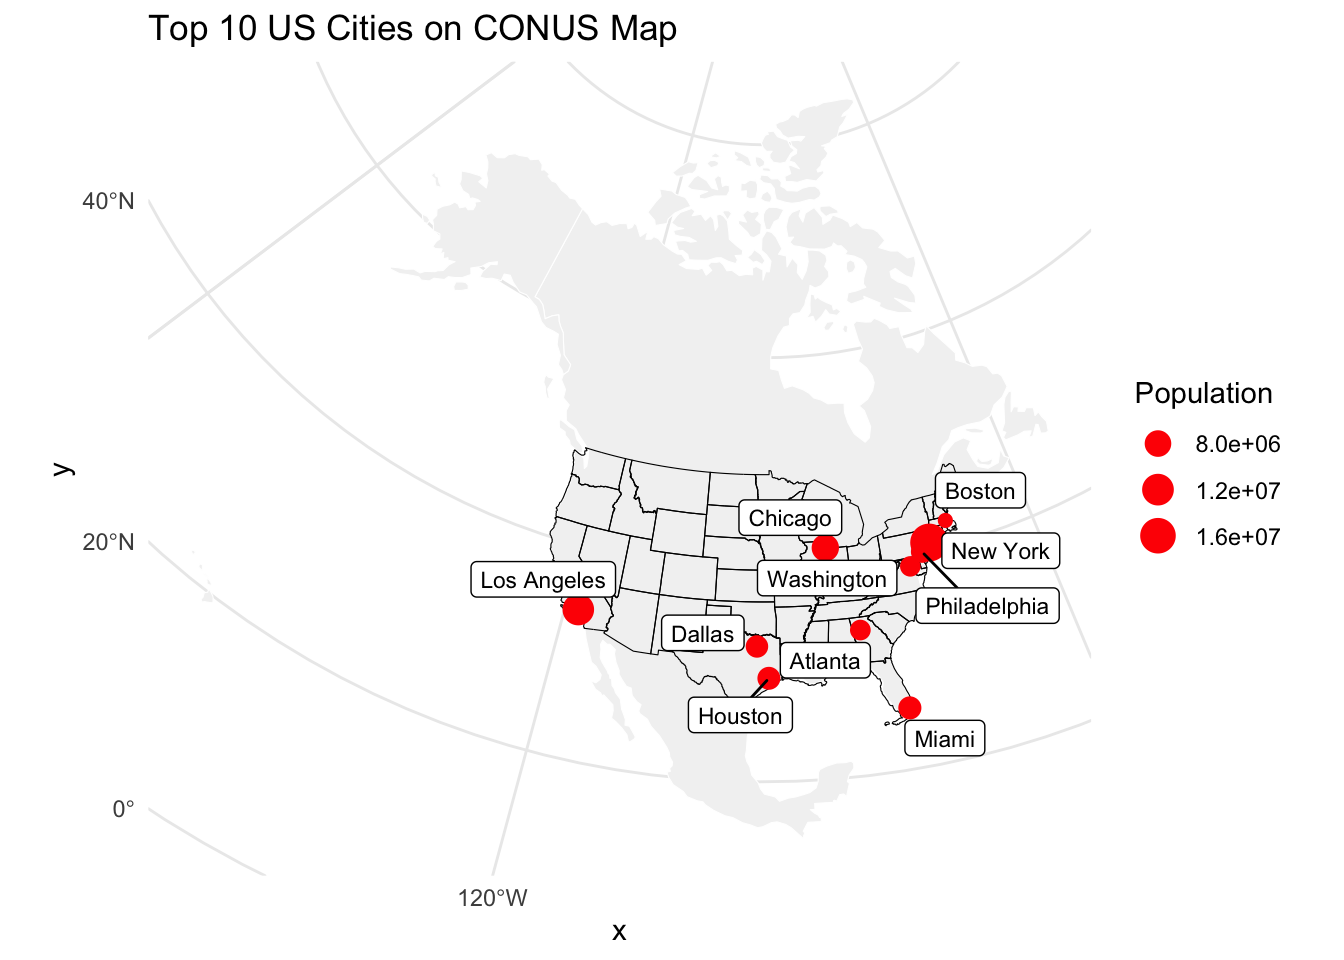 Top 10 US Cities on CONUS Map
40°N
20°N
0°
120°W
x
y
Boston
Chicago
New York
Washington
Los Angeles
Philadelphia
Dallas
Atlanta
Houston
Miami
Population
8.0e+06
1.2e+07
1.6e+07